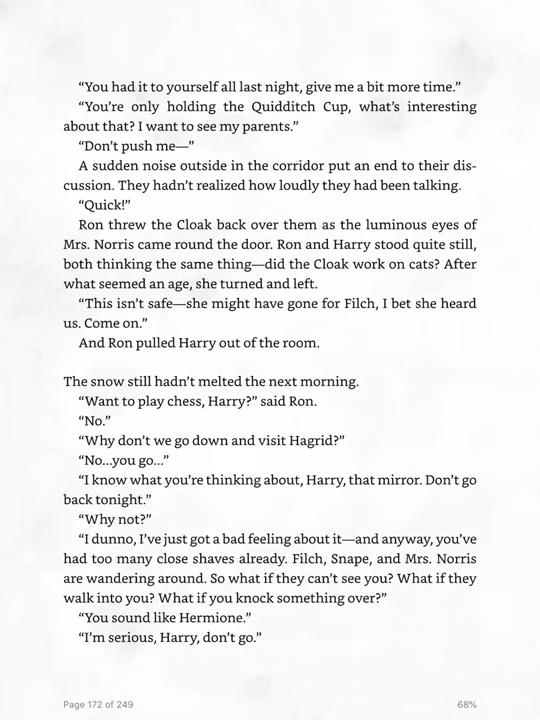 “You had it to yourself all last night, give me a bit more time.”
“You’re only holding the Quidditch Cup, what’s interesting
about that? I want to see my parents.”
“Don’t push me—”
A sudden noise outside in the corridor put an end to their dis-
cussion. They hadn’t realized how loudly they had been talking.
“Quick!”
Ron threw the Cloak back over them as the luminous eyes of
Mrs. Norris came round the door. Ron and Harry stood quite still,
both thinking the same thing—did the Cloak work on cats? After
what seemed an age, she turned and left.
“This isn’t safe—she might have gone for Filch, I bet she heard
us. Come on.”
And Ron pulled Harry out of the room.
The snow still hadn’t melted the next morning.
“Want to play chess, Harry?” said Ron.
“No.”
“Why don’t we go down and visit Hagrid?”
“No...you go...”
“I know what you’re thinking about, Harry, that mirror. Don’t go
back tonight.”
“Why not?”
“I dunno, I’ve just got a bad feeling about it—and anyway, you’ve
had too many close shaves already. Filch, Snape, and Mrs. Norris
are wandering around. So what if they can’t see you? What if they
walk into you? What if you knock something over?”
“You sound like Hermione.”
“I’m serious, Harry, don’t go.”
Page 172 of 249
68%